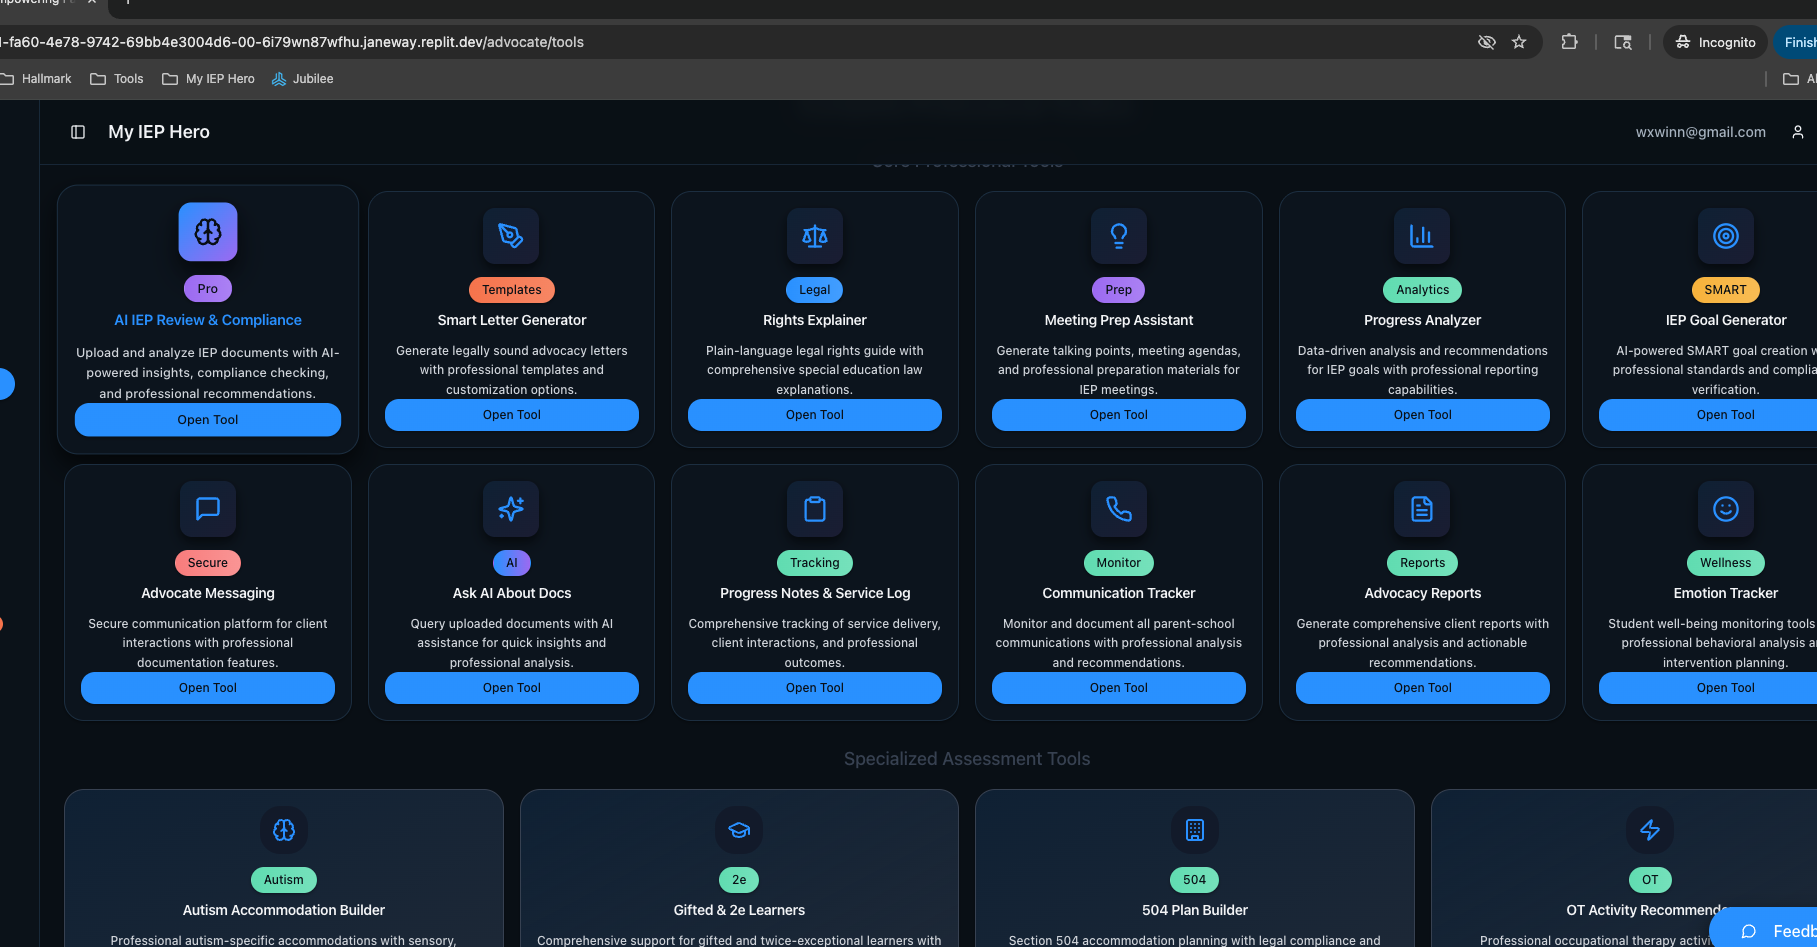 -fa60-4e78-9742-69bb4e3004d6-00-6i79wn87wfhu.janeway.replit.dev/advocate/tools
Incognito
Finish
Hallmark
Tools
My IEP Hero
Jubilee
My IEP Hero
wxwinn@gmail.com
Core Professional Tools
Pro
AI IEP Review & Compliance
Upload and analyze IEP documents with AI-
powered insights, compliance checking,
and professional recommendations.
Open Tool
Templates
Smart Letter Generator
Generate legally sound advocacy letters
with professional templates and
customization options.
Open Tool
Legal
Rights Explainer
Plain-language legal rights guide with
comprehensive special education law
explanations.
Open Tool
Prep
Meeting Prep Assistant
Generate talking points, meeting agendas,
and professional preparation materials for
IEP meetings.
Open Tool
Analytics
Progress Analyzer
Data-driven analysis and recommendations
for IEP goals with professional reporting
capabilities.
Open Tool
SMART
IEP Goal Generator
AI-powered SMART goal creation
professional standards and
verification.
Open Tool
Secure
Advocate Messaging
Secure communication platform for client
interactions with professional
documentation features.
Open Tool
AI
Ask AI About Docs
Query uploaded documents with AI
assistance for quick insights and
professional analysis.
Open Tool
Tracking
Progress Notes & Service Log
Comprehensive tracking of service delivery,
client interactions, and professional
outcomes.
Open Tool
Monitor
Communication Tracker
Monitor and document all parent-school
communications with professional analysis
and recommendations.
Open Tool
Reports
Advocacy Reports
Generate comprehensive client reports with
professional analysis and actionable
recommendations.
Open Tool
Wellness
Emotion Tracker
Student well-being monitoring tools
professional behavioral analysis
intervention planning.
Open Tool
Specialized Assessment Tools
Autism
Autism Accommodation Builder
Professional autism-specific accommodations with sensory,
2e
Gifted & 2e Learners
Comprehensive support for gifted and twice-exceptional learners with
504
504 Plan Builder
Section 504 accommodation planning with legal compliance and
OT
OT Activity
Professional occupational therapy